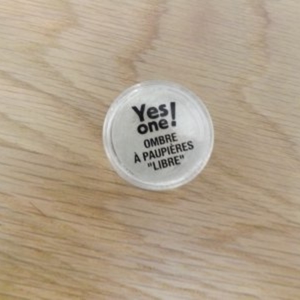 Yes
one!
OMBRE
À PAUPIÈRES
"LIBRE"